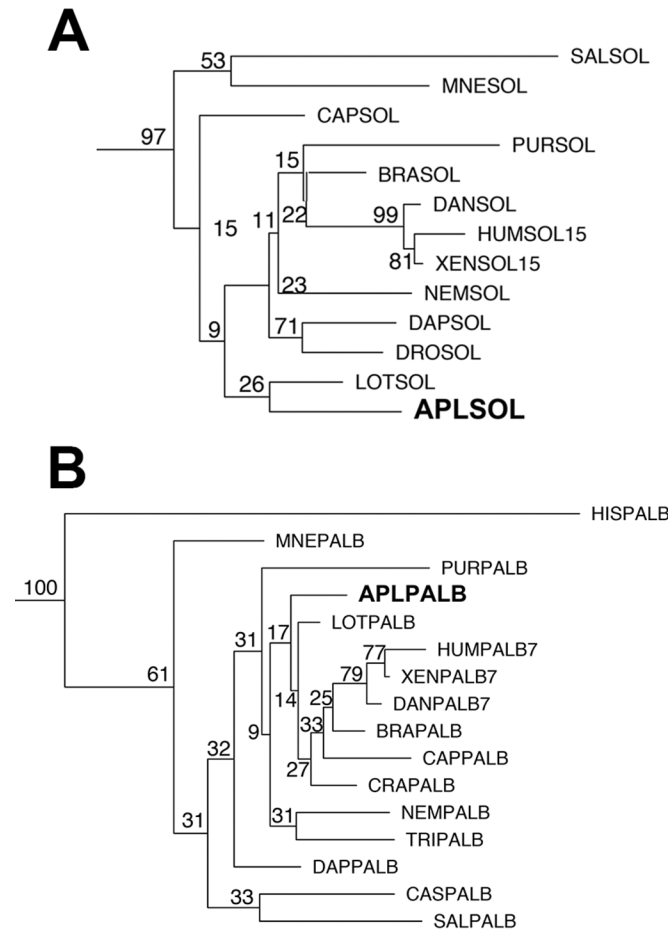 A
SALSOL
53
MNESOL
CAPSOL
97
PURSOL
15
BRASOL
DANSOL
99
22
11
15
HUMSOL15
81
XENSOL15
23
NEMSOL
DAPSOL
71
9
DROSOL
LOTSOL
26
APLSOL
B
HISPALB
MNEPALB
PURPALB
100
APLPALB
LOTPALB
17
31
HUMPALB7
77
XENPALB7
79
61
DANPALB7
14
25
BRAPALB
33
9
32
CAPPALB
27
CRAPALB
NEMPALB
31
31
TRIPALB
DAPPALB
CASPALB
33
SALPALB